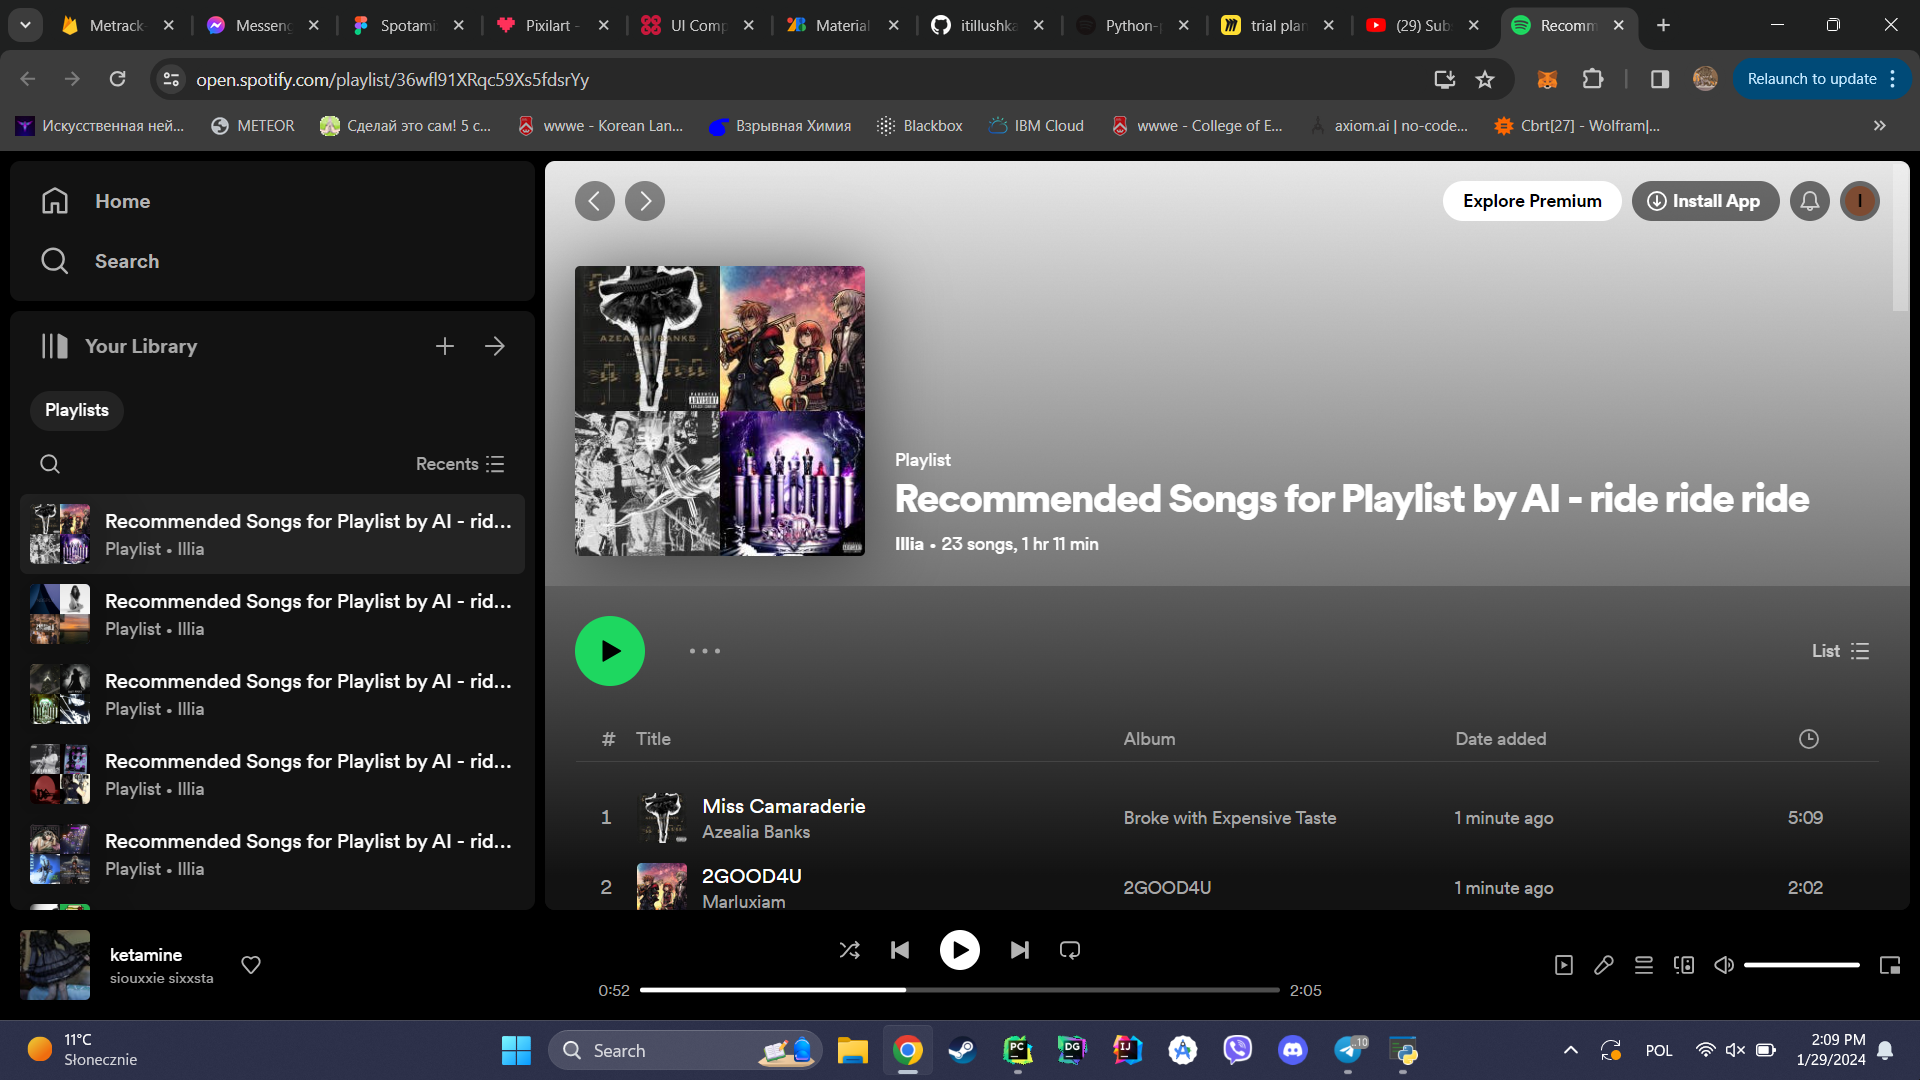 Metrack-
Messeng
Spotami
Pixilart -
UI Comp
Material
itillushka
Python-
trial plan
(29) Sub
Recomm
open.spotify.com/playlist/36wfl91XRqc59Xs5fdsrYy
Relaunch to update
Искусственная ней...
METEOR
Сделай это сам! 5 с...
wwwe - Korean Lan...
Взрывная Химия
Blackbox
IBM Cloud
wwwe - College of E...
axiom.ai | no-code...
Cbrt[27] - Wolfram|...
Home
Search
Your Library
Playlists
Recents
Recommended Songs for Playlist by AI - rid...
Playlist • Illia
Recommended Songs for Playlist by AI - rid...
Playlist • Illia
Recommended Songs for Playlist by AI - rid...
Playlist • Illia
Recommended Songs for Playlist by AI - rid...
Playlist • Illia
Recommended Songs for Playlist by AI - rid...
Playlist • Illia
Explore Premium
Install App
I
AZEALIA BANKS
Playlist
Recommended Songs for Playlist by AI - ride ride ride
Illia • 23 songs, 1 hr 11 min
List
# Title Album Date added
1 Miss Camaraderie Broke with Expensive Taste 1 minute ago 5:09
Azealia Banks
2 2GOOD4U 2GOOD4U 1 minute ago 2:02
Marluxiam
ketamine
siouxxie sixxsta
0:52
2:05
11°C
Słonecznie
Search
PC
DG
IJ
10
POL
2:09 PM
1/29/2024